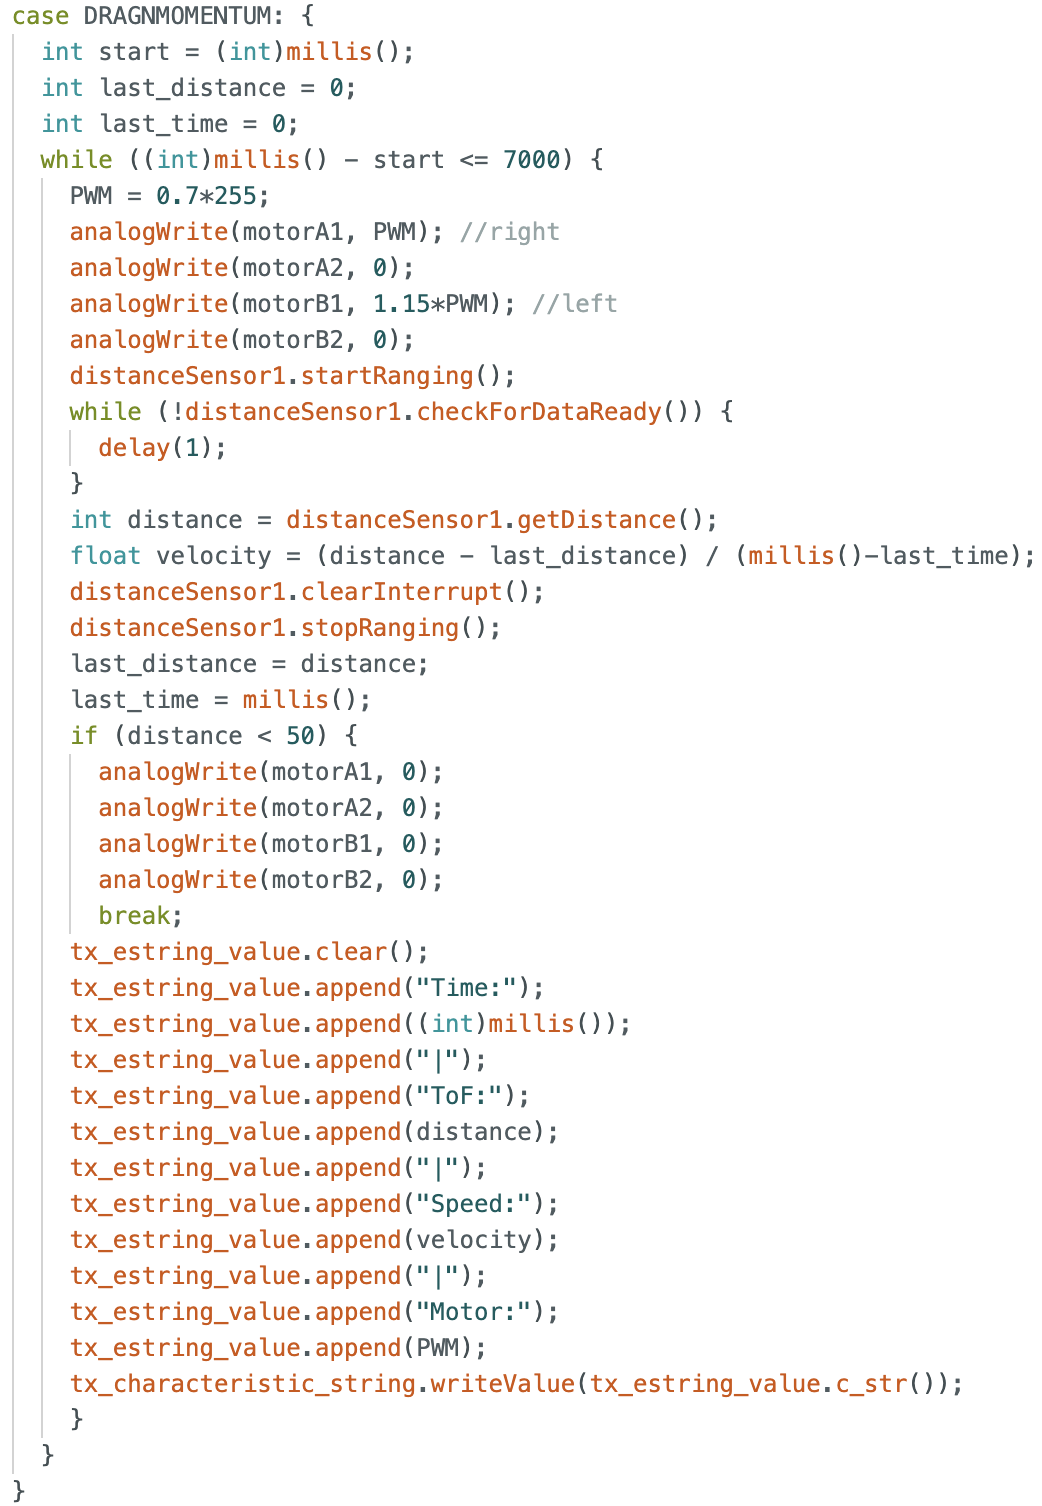 case DRAGNMOMENTUM: {
  int start = (int)millis();
  int last_distance = 0;
  int last_time = 0;
  while ((int)millis() - start <= 7000) {
    PWM = 0.7*255;
    analogWrite(motorA1, PWM); //right
    analogWrite(motorA2, 0);
    analogWrite(motorB1, 1.15*PWM); //left
    analogWrite(motorB2, 0);
    distanceSensor1.startRanging();
    while (!distanceSensor1.checkForDataReady()) {
      delay(1);
    }
    int distance = distanceSensor1.getDistance();
    float velocity = (distance - last_distance) / (millis()-last_time);
    distanceSensor1.clearInterrupt();
    distanceSensor1.stopRanging();
    last_distance = distance;
    last_time = millis();
    if (distance < 50) {
      analogWrite(motorA1, 0);
      analogWrite(motorA2, 0);
      analogWrite(motorB1, 0);
      analogWrite(motorB2, 0);
      break;
    tx_estring_value.clear();
    tx_estring_value.append("Time:");
    tx_estring_value.append((int)millis());
    tx_estring_value.append("|");
    tx_estring_value.append("ToF:");
    tx_estring_value.append(distance);
    tx_estring_value.append("|");
    tx_estring_value.append("Speed:");
    tx_estring_value.append(velocity);
    tx_estring_value.append("|");
    tx_estring_value.append("Motor:");
    tx_estring_value.append(PWM);
    tx_characteristic_string.writeValue(tx_estring_value.c_str());
    }
  }
}